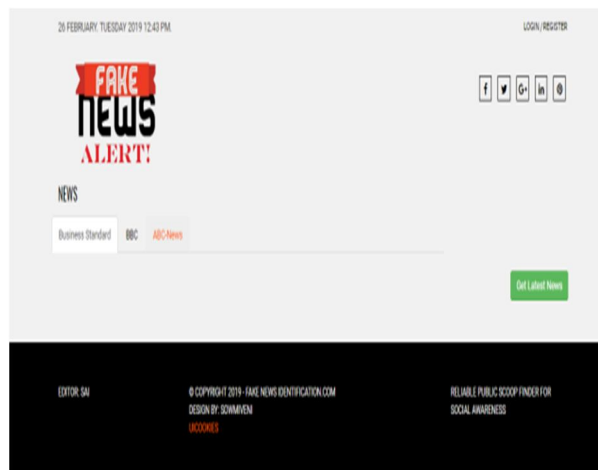 26 FEBRUARY, TUESDAY 2019 12:43 PM.
LOGIN / REGISTER
FAKE
NEWS
ALERT!
NEWS
Business Standard BBC ABC-News
Get Latest News
EDITOR: SAI
© COPYRIGHT 2019 - FAKE NEWS IDENTIFICATION.COM
DESIGN BY: SOWMIVENI
UICOOKIES
RELIABLE PUBLIC SCOOP FINDER FOR
SOCIAL AWARENESS